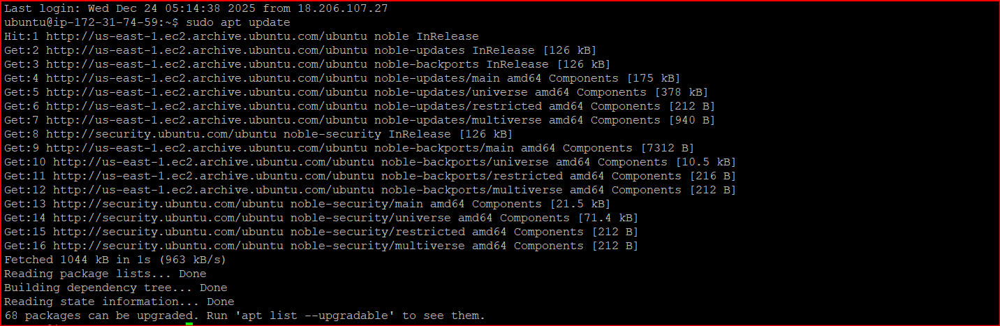 Last login: Wed Dec 24 05:14:38 2025 from 18.206.107.27
ubuntu@ip-172-31-74-59:~$ sudo apt update
Hit:1 http://us-east-1.ec2.archive.ubuntu.com/ubuntu noble InRelease
Get:2 http://us-east-1.ec2.archive.ubuntu.com/ubuntu noble-updates InRelease [126 kB]
Get:3 http://us-east-1.ec2.archive.ubuntu.com/ubuntu noble-backports InRelease [126 kB]
Get:4 http://us-east-1.ec2.archive.ubuntu.com/ubuntu noble-updates/main amd64 Components [175 kB]
Get:5 http://us-east-1.ec2.archive.ubuntu.com/ubuntu noble-updates/universe amd64 Components [378 kB]
Get:6 http://us-east-1.ec2.archive.ubuntu.com/ubuntu noble-updates/restricted amd64 Components [212 B]
Get:7 http://us-east-1.ec2.archive.ubuntu.com/ubuntu noble-updates/multiverse amd64 Components [940 B]
Get:8 http://security.ubuntu.com/ubuntu noble-security InRelease [126 kB]
Get:9 http://us-east-1.ec2.archive.ubuntu.com/ubuntu noble-backports/main amd64 Components [7312 B]
Get:10 http://us-east-1.ec2.archive.ubuntu.com/ubuntu noble-backports/universe amd64 Components [10.5 kB]
Get:11 http://us-east-1.ec2.archive.ubuntu.com/ubuntu noble-backports/restricted amd64 Components [216 B]
Get:12 http://us-east-1.ec2.archive.ubuntu.com/ubuntu noble-backports/multiverse amd64 Components [212 B]
Get:13 http://security.ubuntu.com/ubuntu noble-security/main amd64 Components [21.5 kB]
Get:14 http://security.ubuntu.com/ubuntu noble-security/universe amd64 Components [71.4 kB]
Get:15 http://security.ubuntu.com/ubuntu noble-security/restricted amd64 Components [212 B]
Get:16 http://security.ubuntu.com/ubuntu noble-security/multiverse amd64 Components [212 B]
Fetched 1044 kB in 1s (963 kB/s)
Reading package lists... Done
Building dependency tree... Done
Reading state information... Done
68 packages can be upgraded. Run 'apt list --upgradable' to see them.